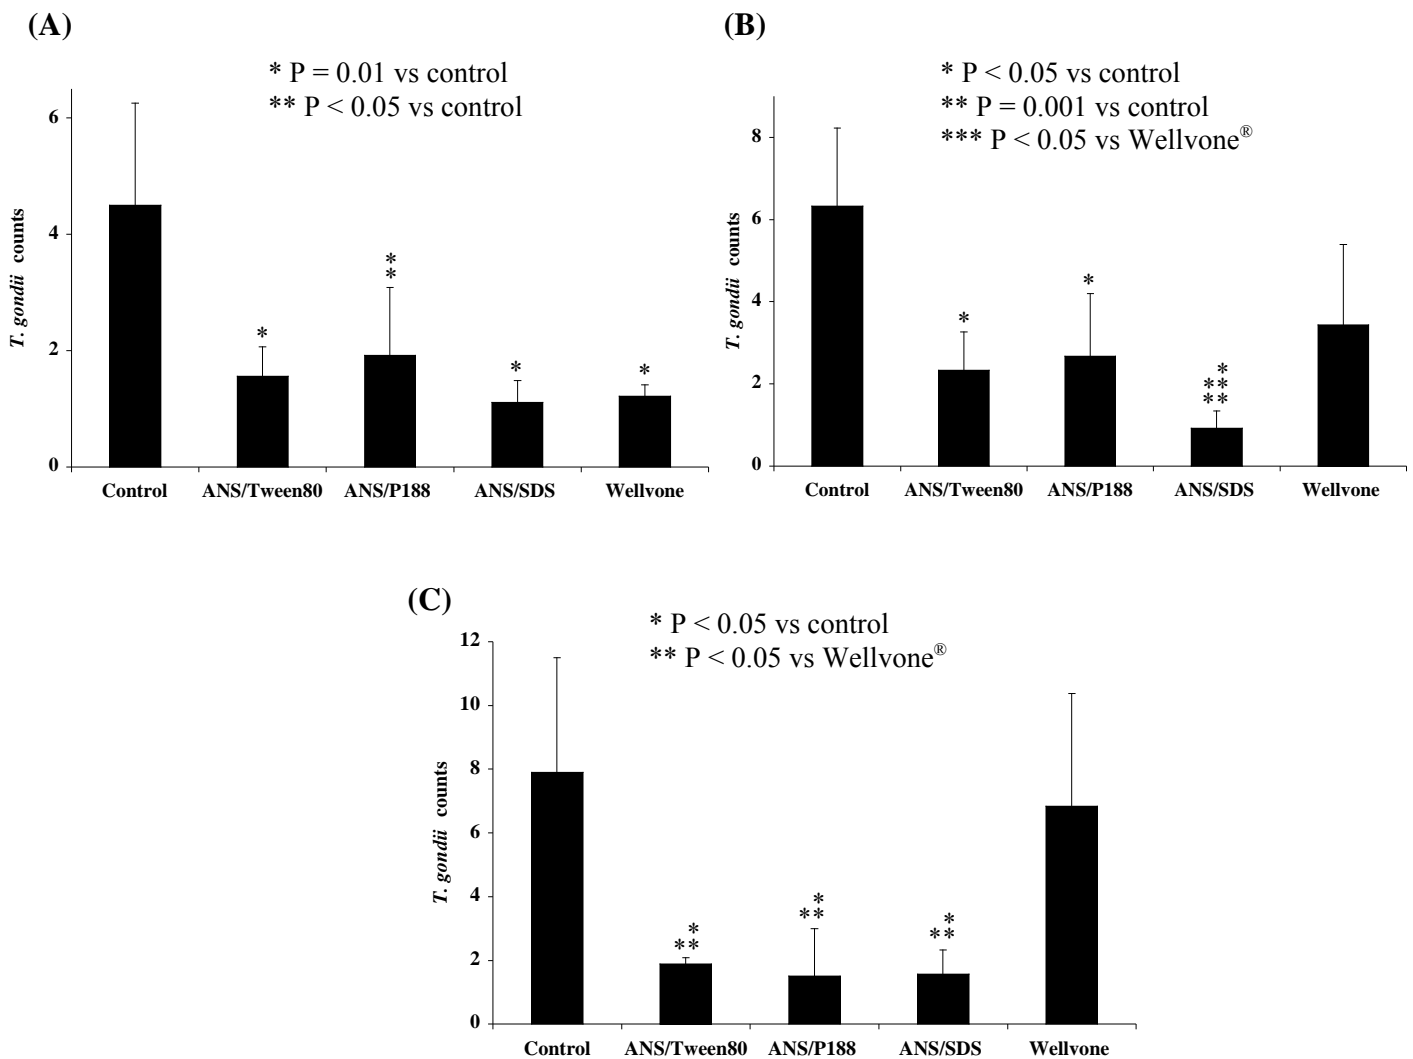 (A)
* P = 0.01 vs control
** P < 0.05 vs control
T. gondii counts
6
4
2
0
*
*
*
*
*
Control ANS/Tween80 ANS/P188 ANS/SDS Wellvone
(B)
* P < 0.05 vs control
** P = 0.001 vs control
*** P < 0.05 vs Wellvone®
T. gondii counts
8
6
4
2
0
*
*
*
**
**
Control ANS/Tween80 ANS/P188 ANS/SDS Wellvone
(C)
* P < 0.05 vs control
** P < 0.05 vs Wellvone®
T. gondii counts
12
10
8
6
4
2
0
*
**
*
**
*
**
Control ANS/Tween80 ANS/P188 ANS/SDS Wellvone